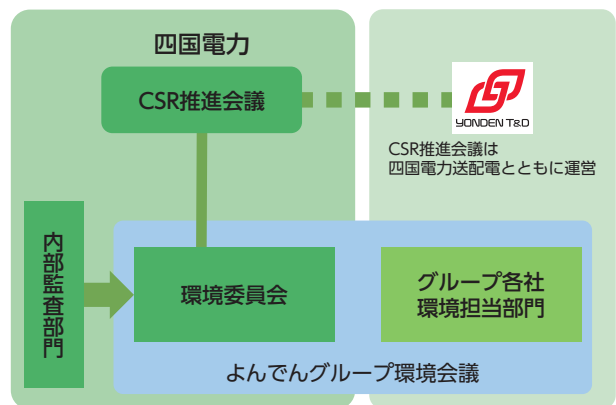 四国電力
CSR推進会議
YONDEN T&D
CSR推進会議は
四国電力送配電とともに運営
内部監査部門
環境委員会
グループ各社
環境担当部門
よんでんグループ環境会議